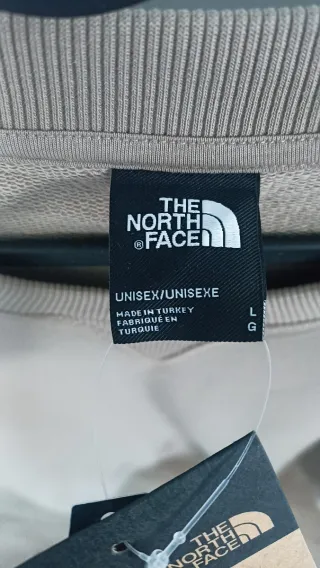 THE
NORTH
® FACE
UNISEX/UNISEXE
MADE IN TURKEY
FABRIQUÉ EN
TURQUIE
L
G
THE
NORTH
FACE